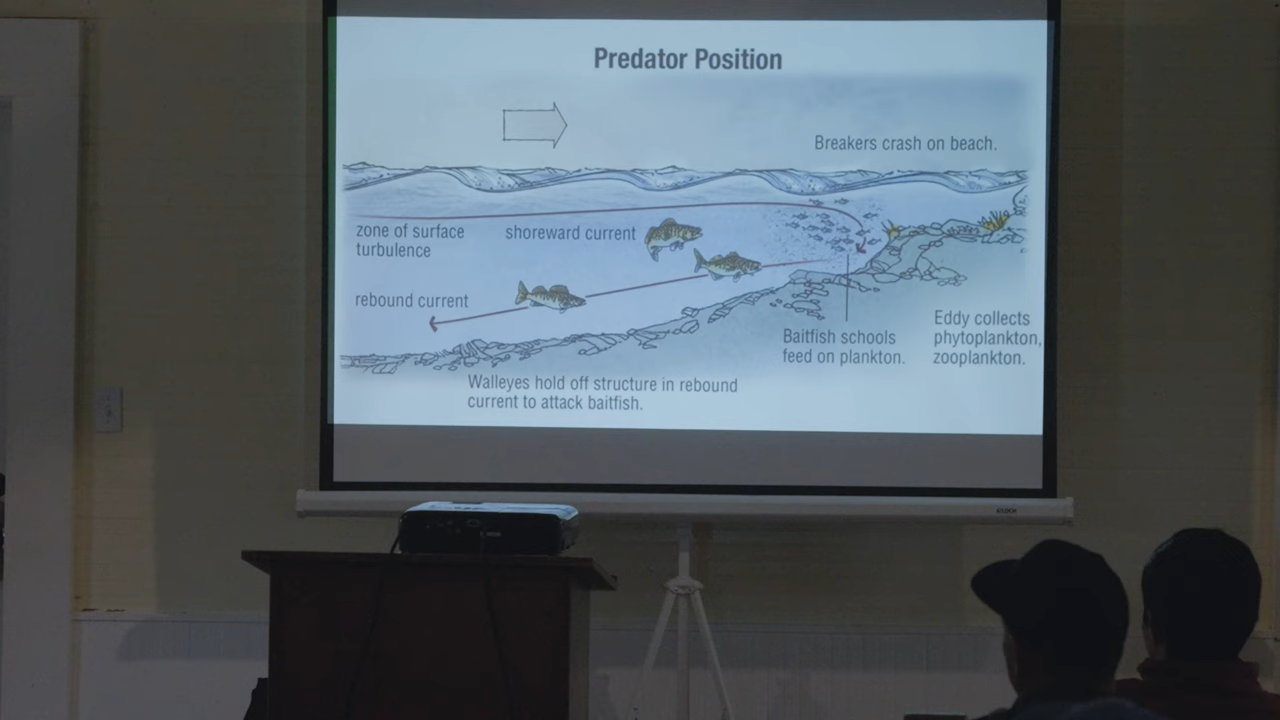 Predator Position
Breakers crash on beach.
zone of surface
turbulence
shoreward current
rebound current
Baitfish schools
feed on plankton.
Eddy collects
phytoplankton,
zooplankton.
Walleyes hold off structure in rebound
current to attack baitfish.